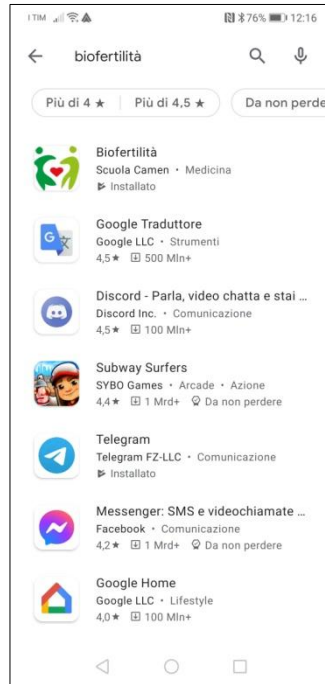 I TIM 76% 12:16
biofertilità
Più di 4 ★ Più di 4,5 ★ Da non perde
Biofertilità
Scuola Camen • Medicina
Installato
Google Traduttore
Google LLC • Strumenti
4,5★ 500 Mln+
Discord - Parla, video chatta e stai ...
Discord Inc. • Comunicazione
4,5★ 100 Mln+
Subway Surfers
SYBO Games • Arcade • Azione
4,4★ 1 Mrd+ Da non perdere
Telegram
Telegram FZ-LLC • Comunicazione
Installato
Messenger: SMS e videochiamate ...
Facebook • Comunicazione
4,2★ 1 Mrd+ Da non perdere
Google Home
Google LLC • Lifestyle
4,0★ 100 Mln+